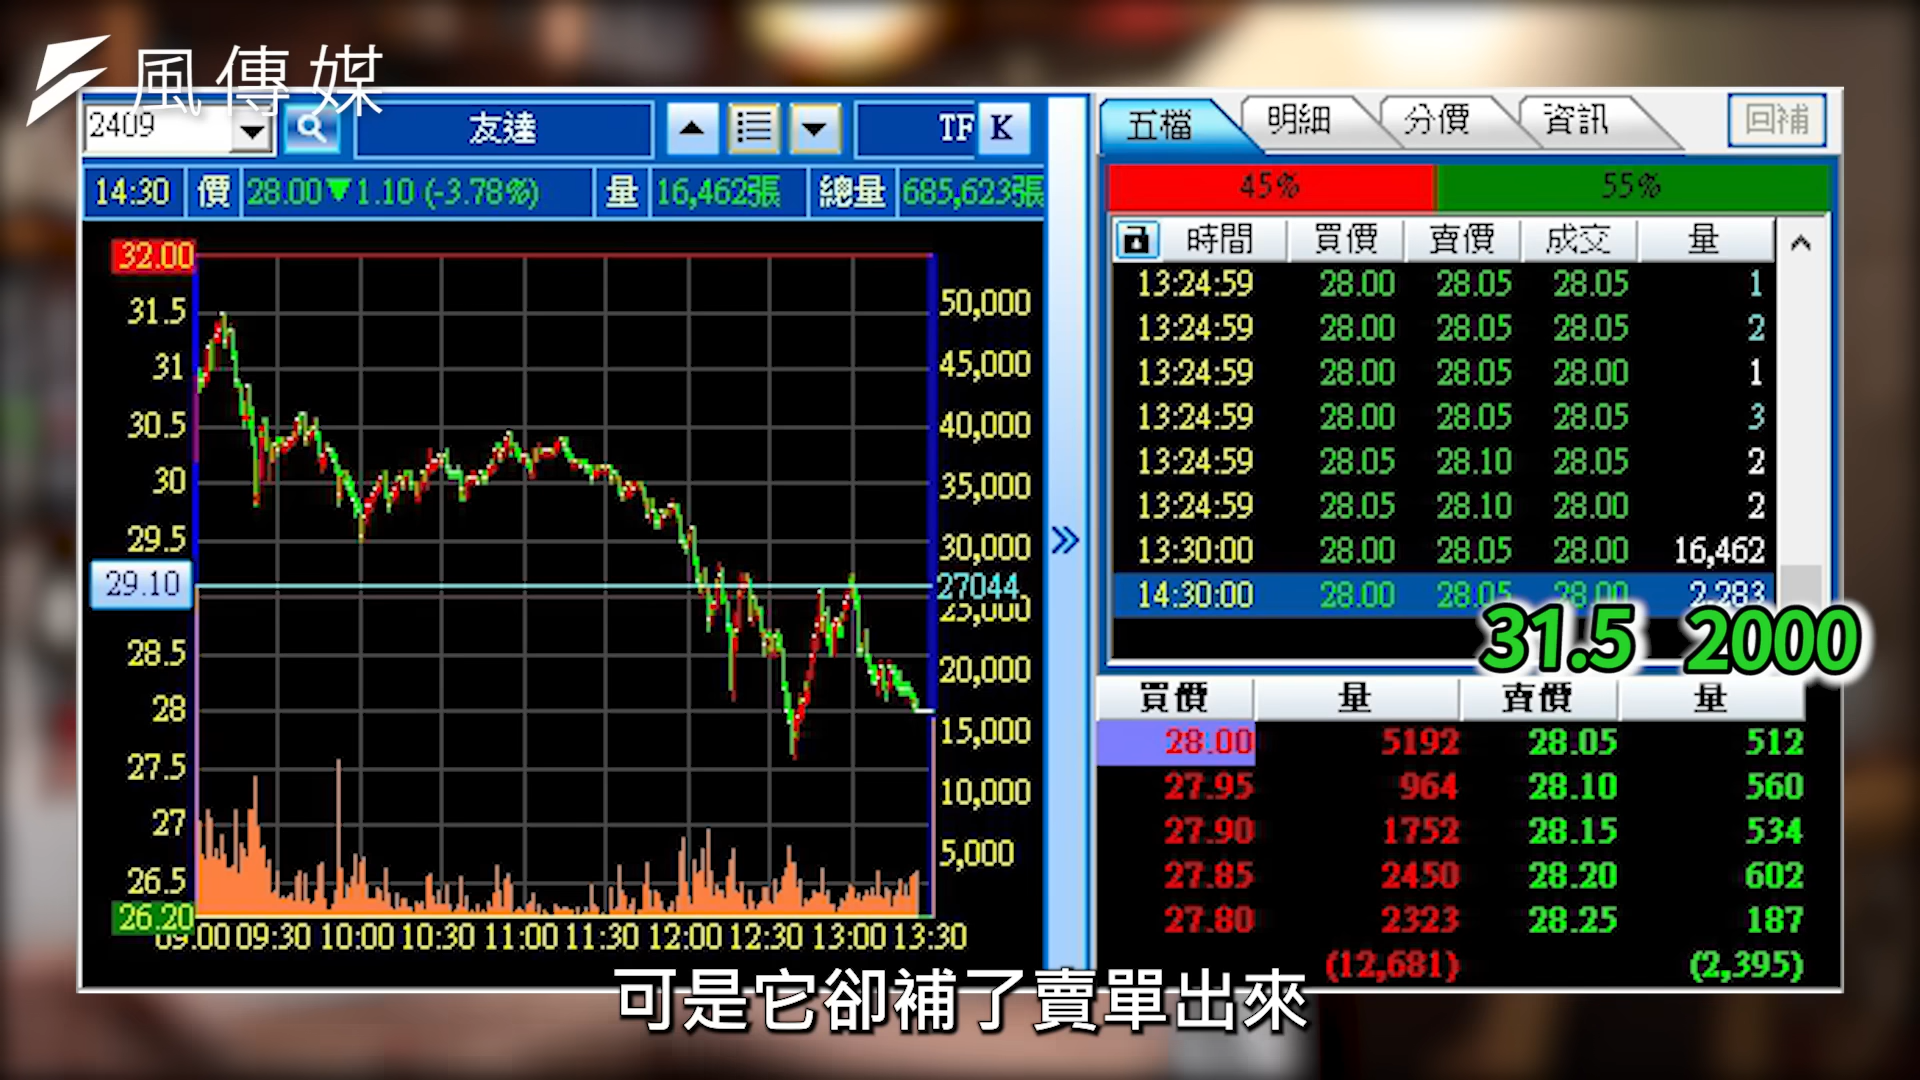 風傳媒
2409
友達
TF K
14:30 價 28.00▼1.10 (-3.78%) 量 16,462張 總量 685,623張
32.00
31.5
31
30.5
30
29.5
29.10
28.5
28
27.5
27
26.5
26.20
50,000
45,000
40,000
35,000
30,000
27044
25,000
20,000
15,000
10,000
5,000
09:00 09:30 10:00 10:30 11:00 11:30 12:00 12:30 13:00 13:30
五檔 明細 分價 資訊 回補
45% 55%
時間 買價 賣價 成交 量
13:24:59 28.00 28.05 28.05 1
13:24:59 28.00 28.05 28.05 2
13:24:59 28.00 28.05 28.00 1
13:24:59 28.00 28.05 28.05 3
13:24:59 28.05 28.10 28.05 2
13:24:59 28.05 28.10 28.00 2
13:30:00 28.00 28.05 28.00 16,462
14:30:00 28.00 28.05 28.00 2,283
31.5 2000
買價 量 賣價 量
28.00 5192 28.05 512
27.95 964 28.10 560
27.90 1752 28.15 534
27.85 2450 28.20 602
27.80 2323 28.25 187
(12,681) (2,395)
可是它卻補了賣單出來